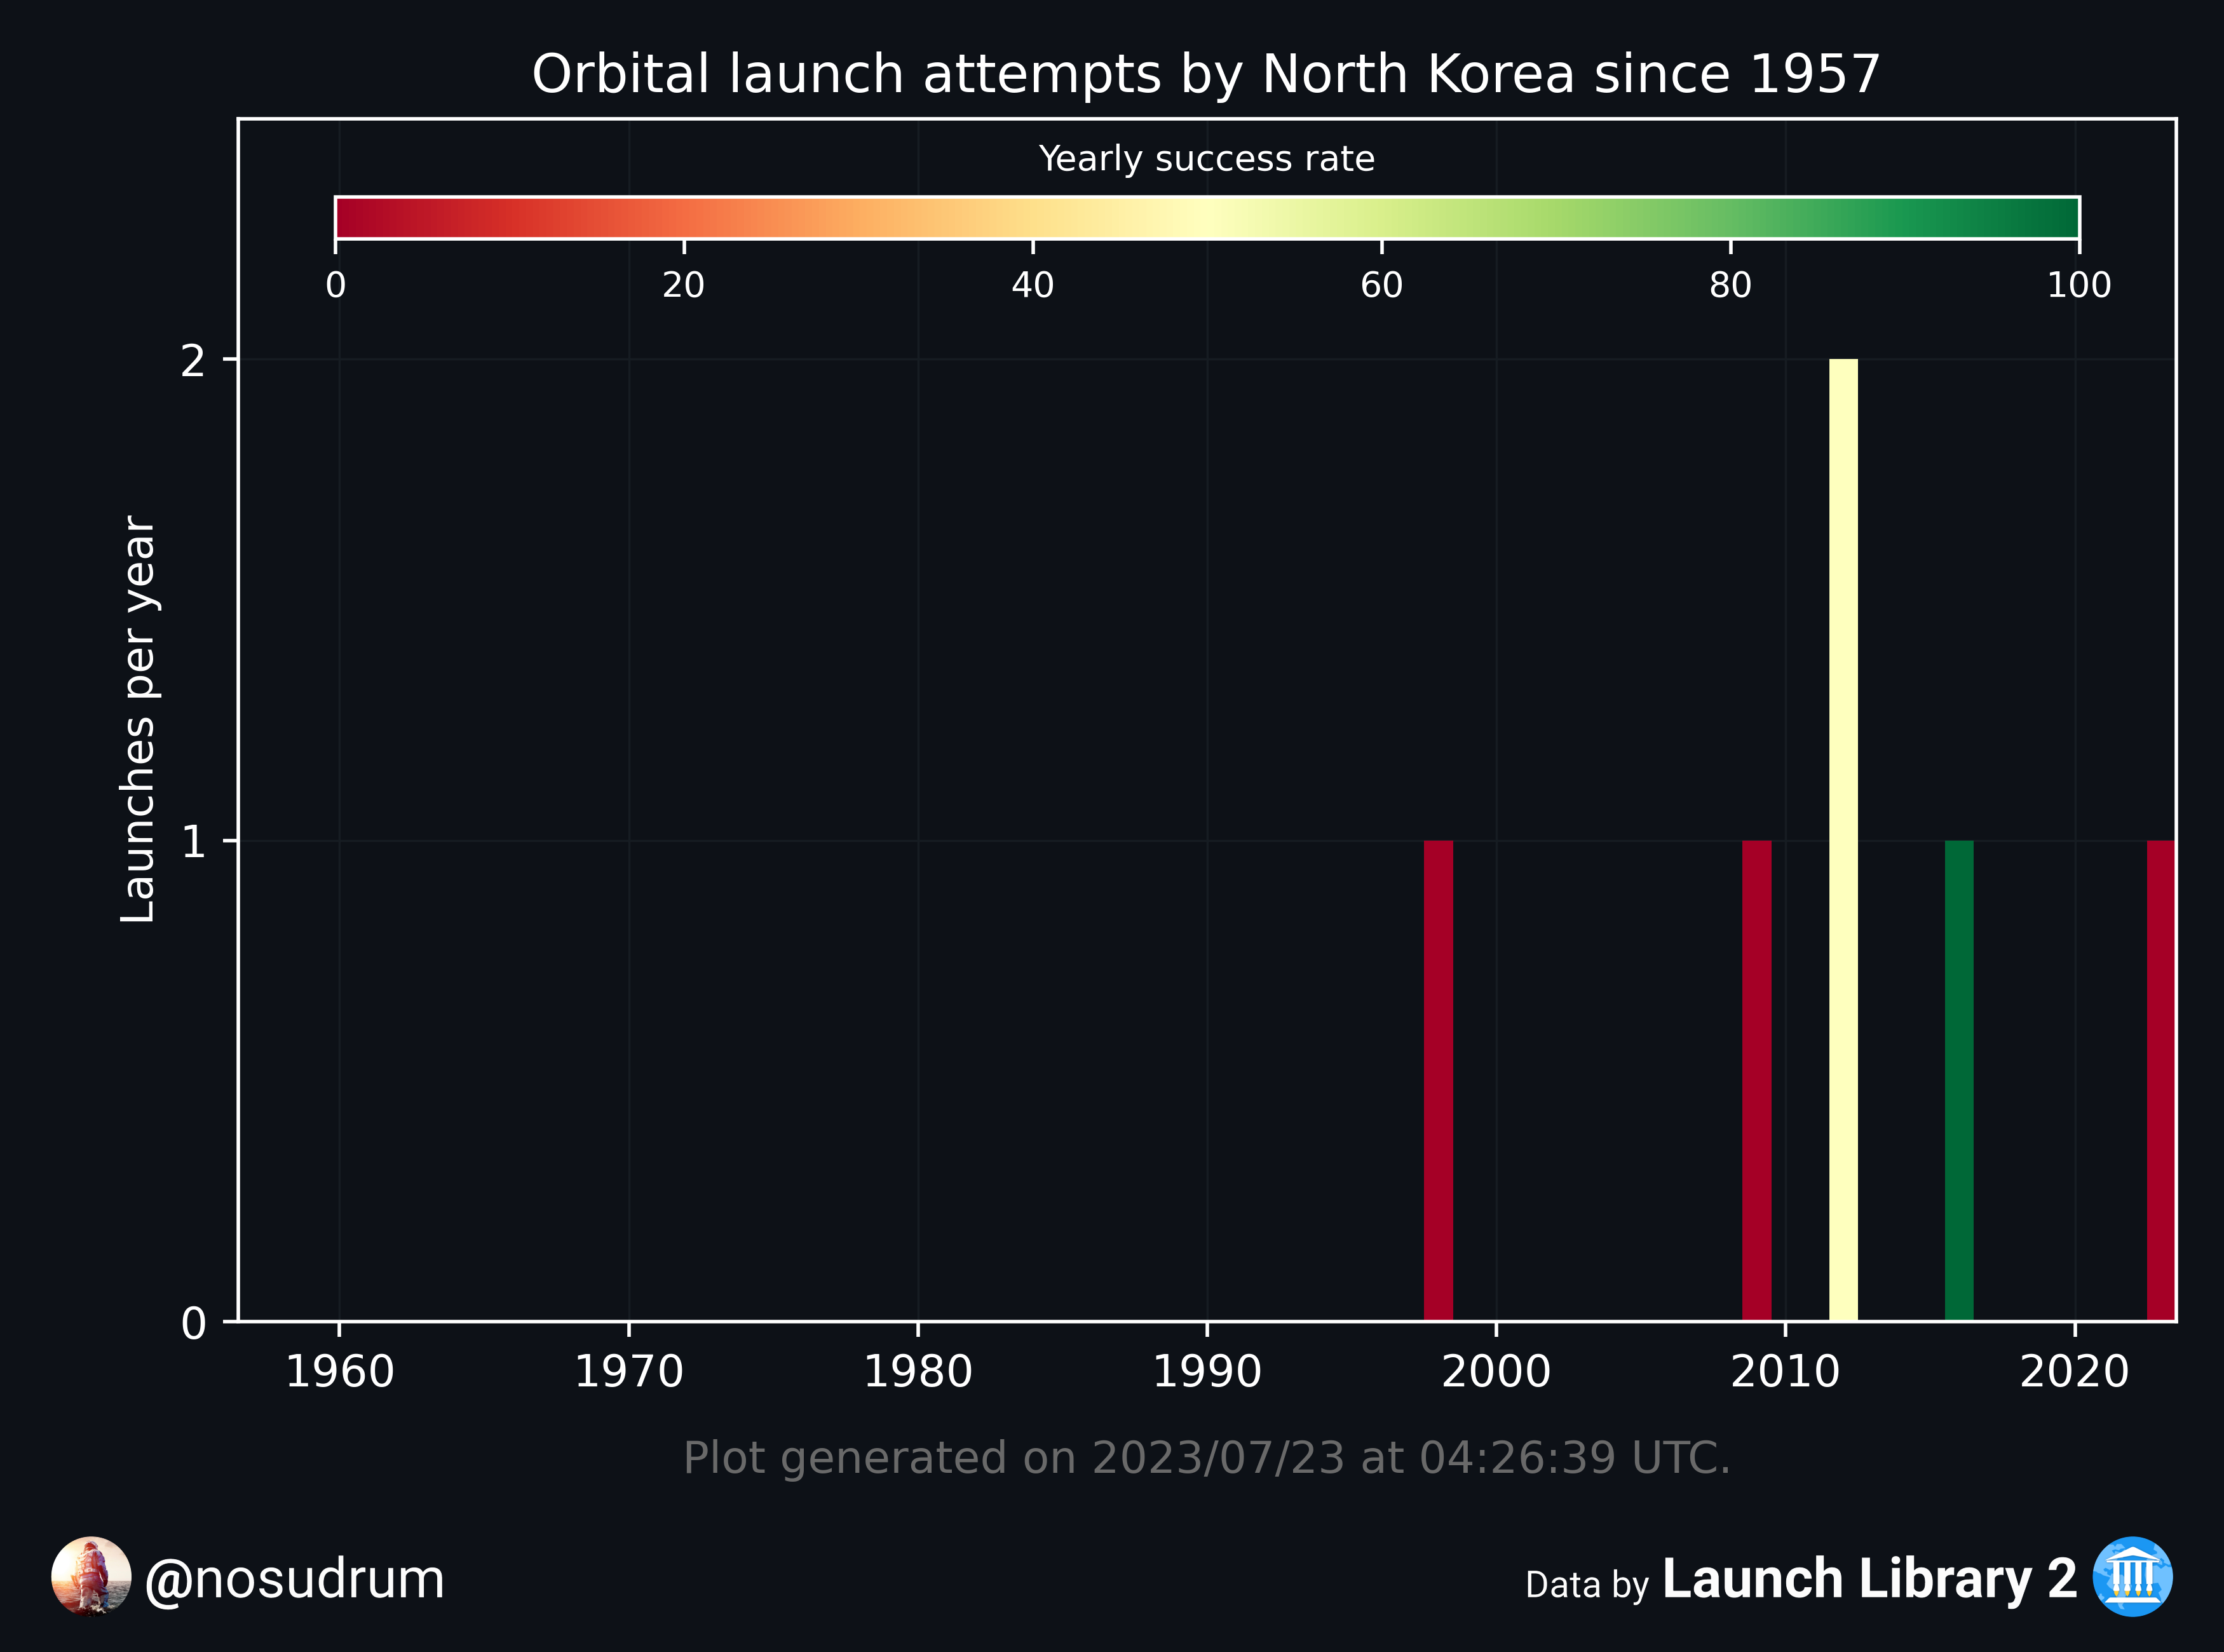 Orbital launch attempts by North Korea since 1957
Yearly success rate
0 20 40 60 80 100
Launches per year
2
1
0
1960 1970 1980 1990 2000 2010 2020
Plot generated on 2023/07/23 at 04:26:39 UTC.
@nosudrum
Data by Launch Library 2